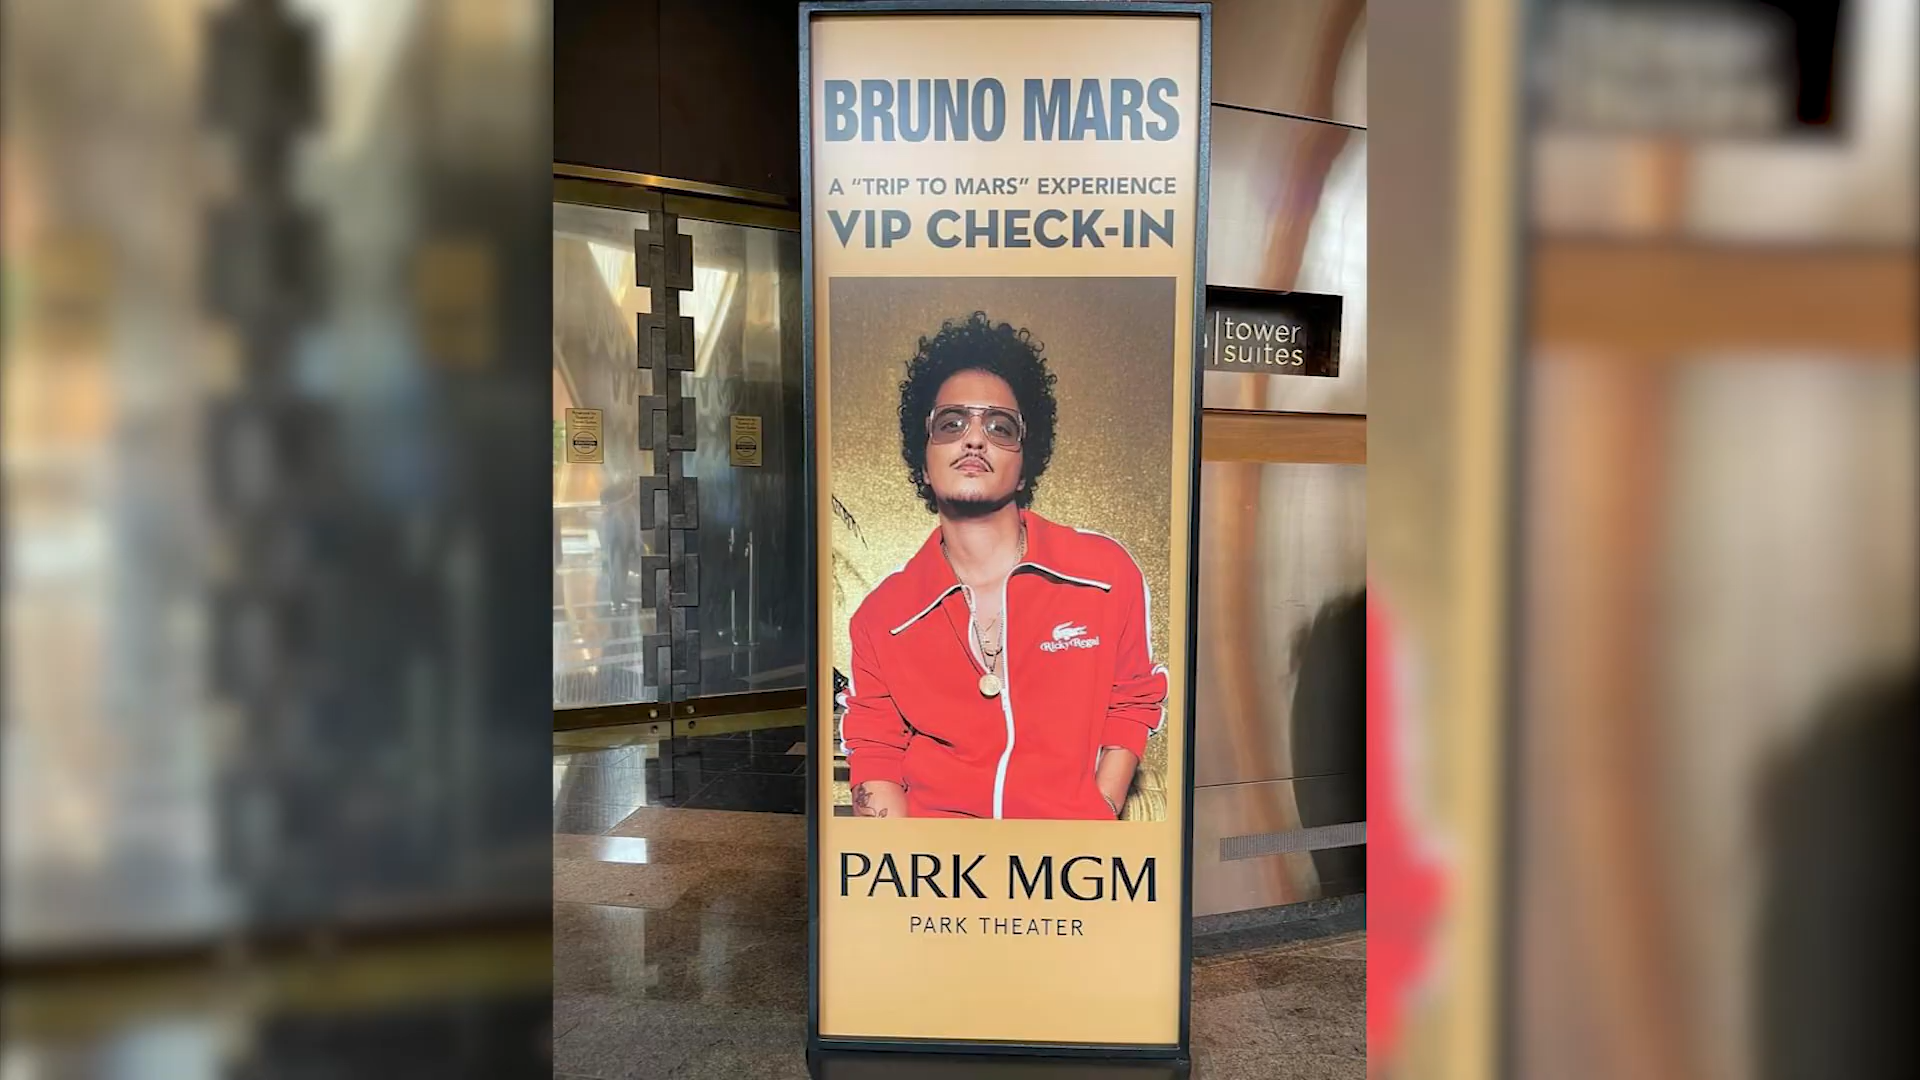 BRUNO MARS
A “TRIP TO MARS” EXPERIENCE
VIP CHECK-IN
tower
suites
Ricky Regal
PARK MGM
PARK THEATER